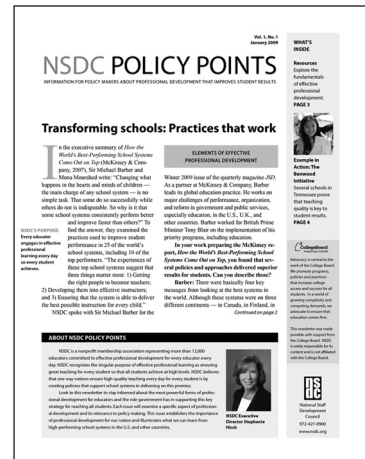 Vol. 1, No. 1
January 2009
NSDC POLICY POINTS
INFORMATION FOR POLICY MAKERS ABOUT PROFESSIONAL DEVELOPMENT THAT IMPROVES STUDENT RESULTS
Transforming schools: Practices that work
In the executive summary of How the
World's Best-Performing School Systems
Come Out on Top (McKinsey & Com-
pany, 2007), Sir Michael Barber and
Mona Mourshed write: "Changing what
happens in the hearts and minds of children —
the main charge of any school system — is no
simple task. That some do so successfully while
others do not is indisputable. So why is it that
some school systems consistently perform better
and improve faster than others?" To
find the answer, they examined the
practices used to improve student
performance in 25 of the world's
school systems, including 10 of the
top performers. "The experiences of
these top school systems suggest that
three things matter most: 1) Getting
the right people to become teachers;
2) Developing them into effective instructors;
and 3) Ensuring that the system is able to deliver
the best possible instruction for every child."
NSDC spoke with Sir Michael Barber for the
NSDC'S PURPOSE:
Every educator
engages in effective
professional
learning every day
so every student
achieves.
ELEMENTS OF EFFECTIVE
PROFESSIONAL DEVELOPMENT
Winter 2009 issue of the quarterly magazine JSD.
As a partner at McKinsey & Company, Barber
leads its global education practice. He works on
major challenges of performance, organization,
and reform in government and public services,
especially education, in the U.S., U.K., and
other countries. Barber worked for British Prime
Minister Tony Blair on the implementation of his
priority programs, including education.
In your work preparing the McKinsey re-
port, How the World's Best-Performing School
Systems Come Out on Top, you found that sev-
eral policies and approaches delivered superior
results for students. Can you describe those?
Barber: There were basically four key
messages from looking at the best systems in
the world. Although these systems were on three
different continents — in Canada, in Finland, in
Continued on page 2
WHAT'S
INSIDE
Resources
Explore the
fundamentals
of effective
professional
development.
PAGE 3
Example in
Action: The
Benwood
Initiative
Several schools in
Tennessee prove
that teaching
quality is key to
student results.
PAGE 4
CollegeBoard
Advocacy is central to the
work of the College Board.
We promote policies,
programs and practices
that increase college
access and success for all
students. In a world of
growing complexity and
competing demands, we
advocate to ensure that
education comes first.
This newsletter was made
possible with support from
the College Board. NSDC
is solely responsible for its
content and is not affiliated
with the College Board.
ABOUT NSDC POLICY POINTS
NSDC is a nonprofit membership association representing more than 12,000
educators committed to effective professional development for educators every
day. NSDC recognizes the singular purpose of effective professional learning as ensuring
great teaching for every student so that all students achieve at high levels. NSDC believes
that one way nations ensure high-quality teaching every day for every student is by
creating policies that support school systems in delivering on this promise.
Look to this newsletter to stay informed about the most powerful forms of profes-
sional development for educators and the role government has in supporting this key
strategy for reaching all students. Each issue will examine a specific aspect of profession-
al development and its relevance to policy making. This issue establishes the importance
of professional development for our nation and illuminates what we can learn from
high-performing school systems in the U.S. and other countries.
NSDC Executive
Director Stephanie
Hirsh
NSDC
National Staff
Development
Council
972-421-0900
www.nsdc.org